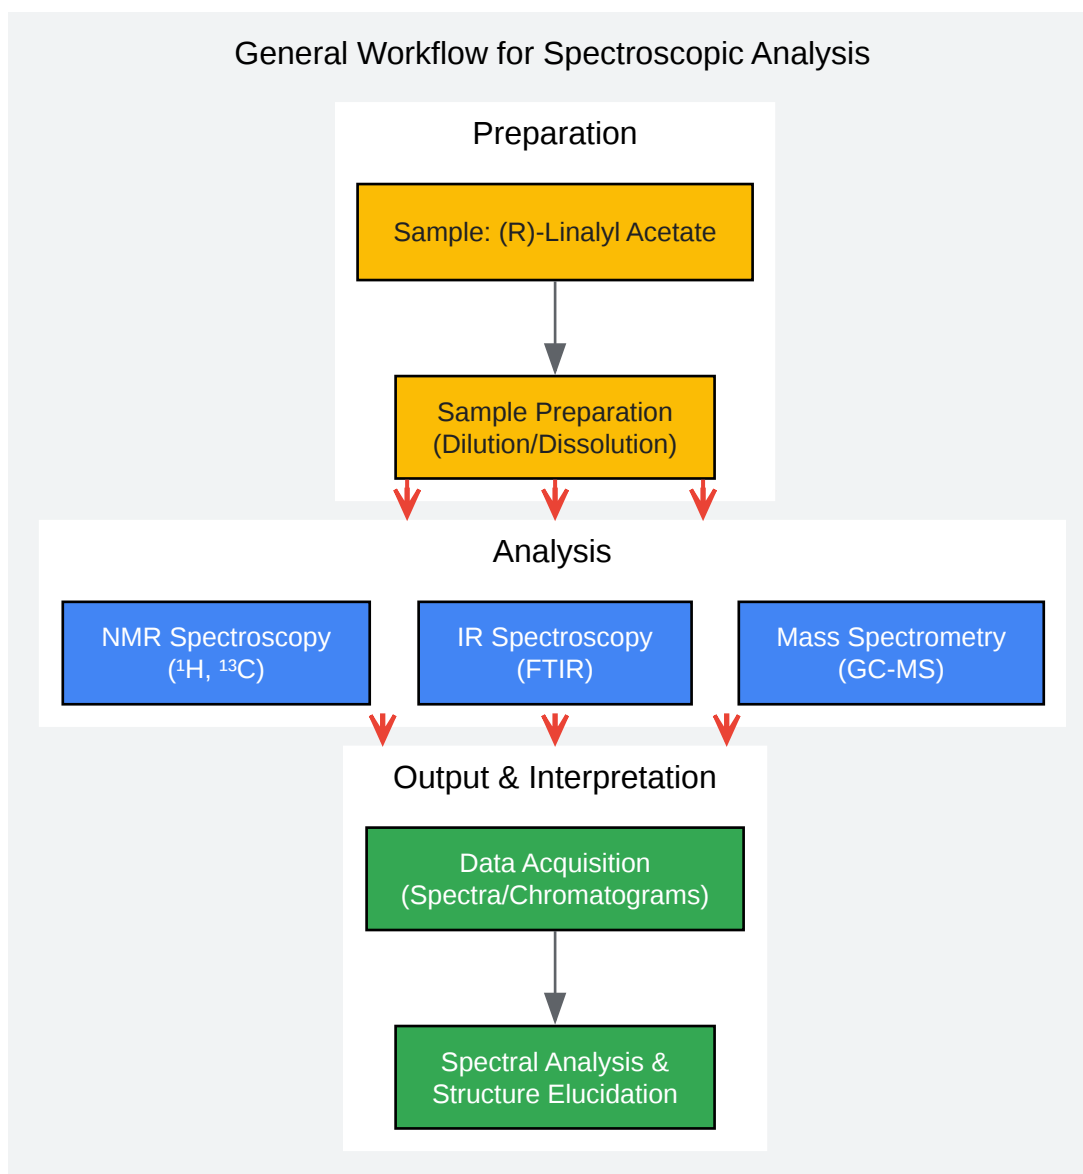 General Workflow for Spectroscopic Analysis
Preparation
Sample: (R)-Linalyl Acetate
Sample Preparation
(Dilution/Dissolution)
Analysis
NMR Spectroscopy
(¹H, ¹³C)
IR Spectroscopy
(FTIR)
Mass Spectrometry
(GC-MS)
Output & Interpretation
Data Acquisition
(Spectra/Chromatograms)
Spectral Analysis &
Structure Elucidation